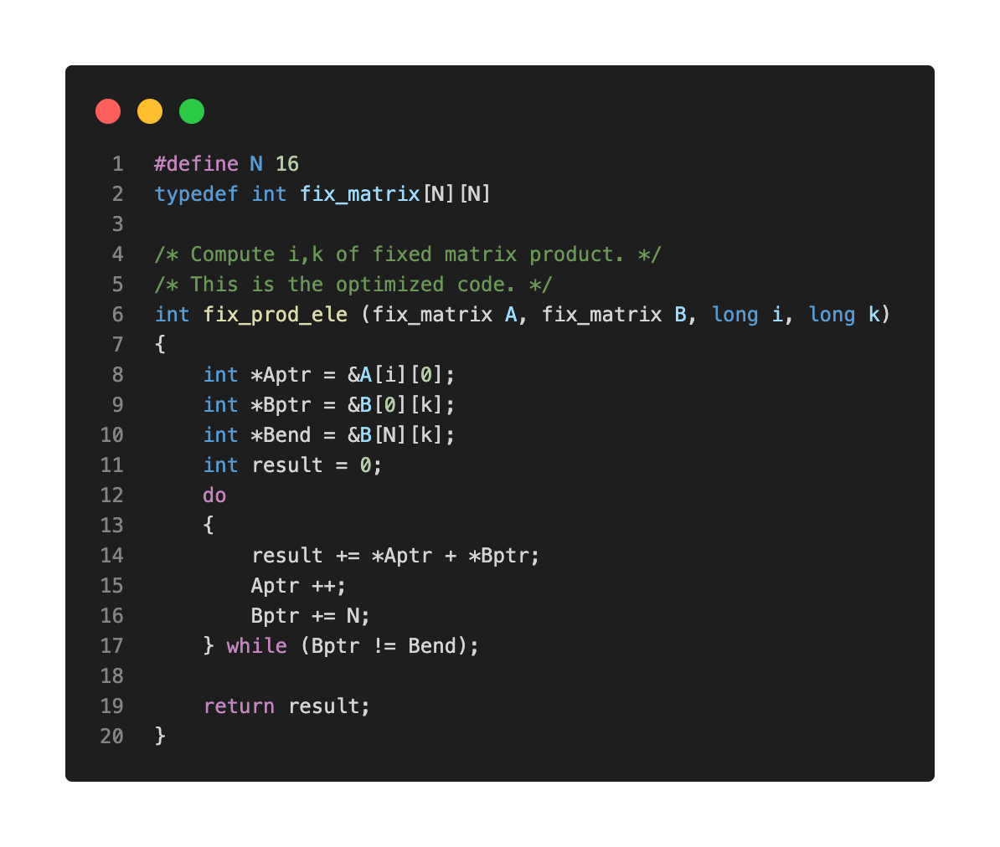 1 #define N 16
2 typedef int fix_matrix[N][N]
3
4 /* Compute i,k of fixed matrix product. */
5 /* This is the optimized code. */
6 int fix_prod_ele (fix_matrix A, fix_matrix B, long i, long k)
7 {
8     int *Aptr = &A[i][0];
9     int *Bptr = &B[0][k];
10     int *Bend = &B[N][k];
11     int result = 0;
12     do
13     {
14         result += *Aptr + *Bptr;
15         Aptr ++;
16         Bptr += N;
17     } while (Bptr != Bend);
18
19     return result;
20 }